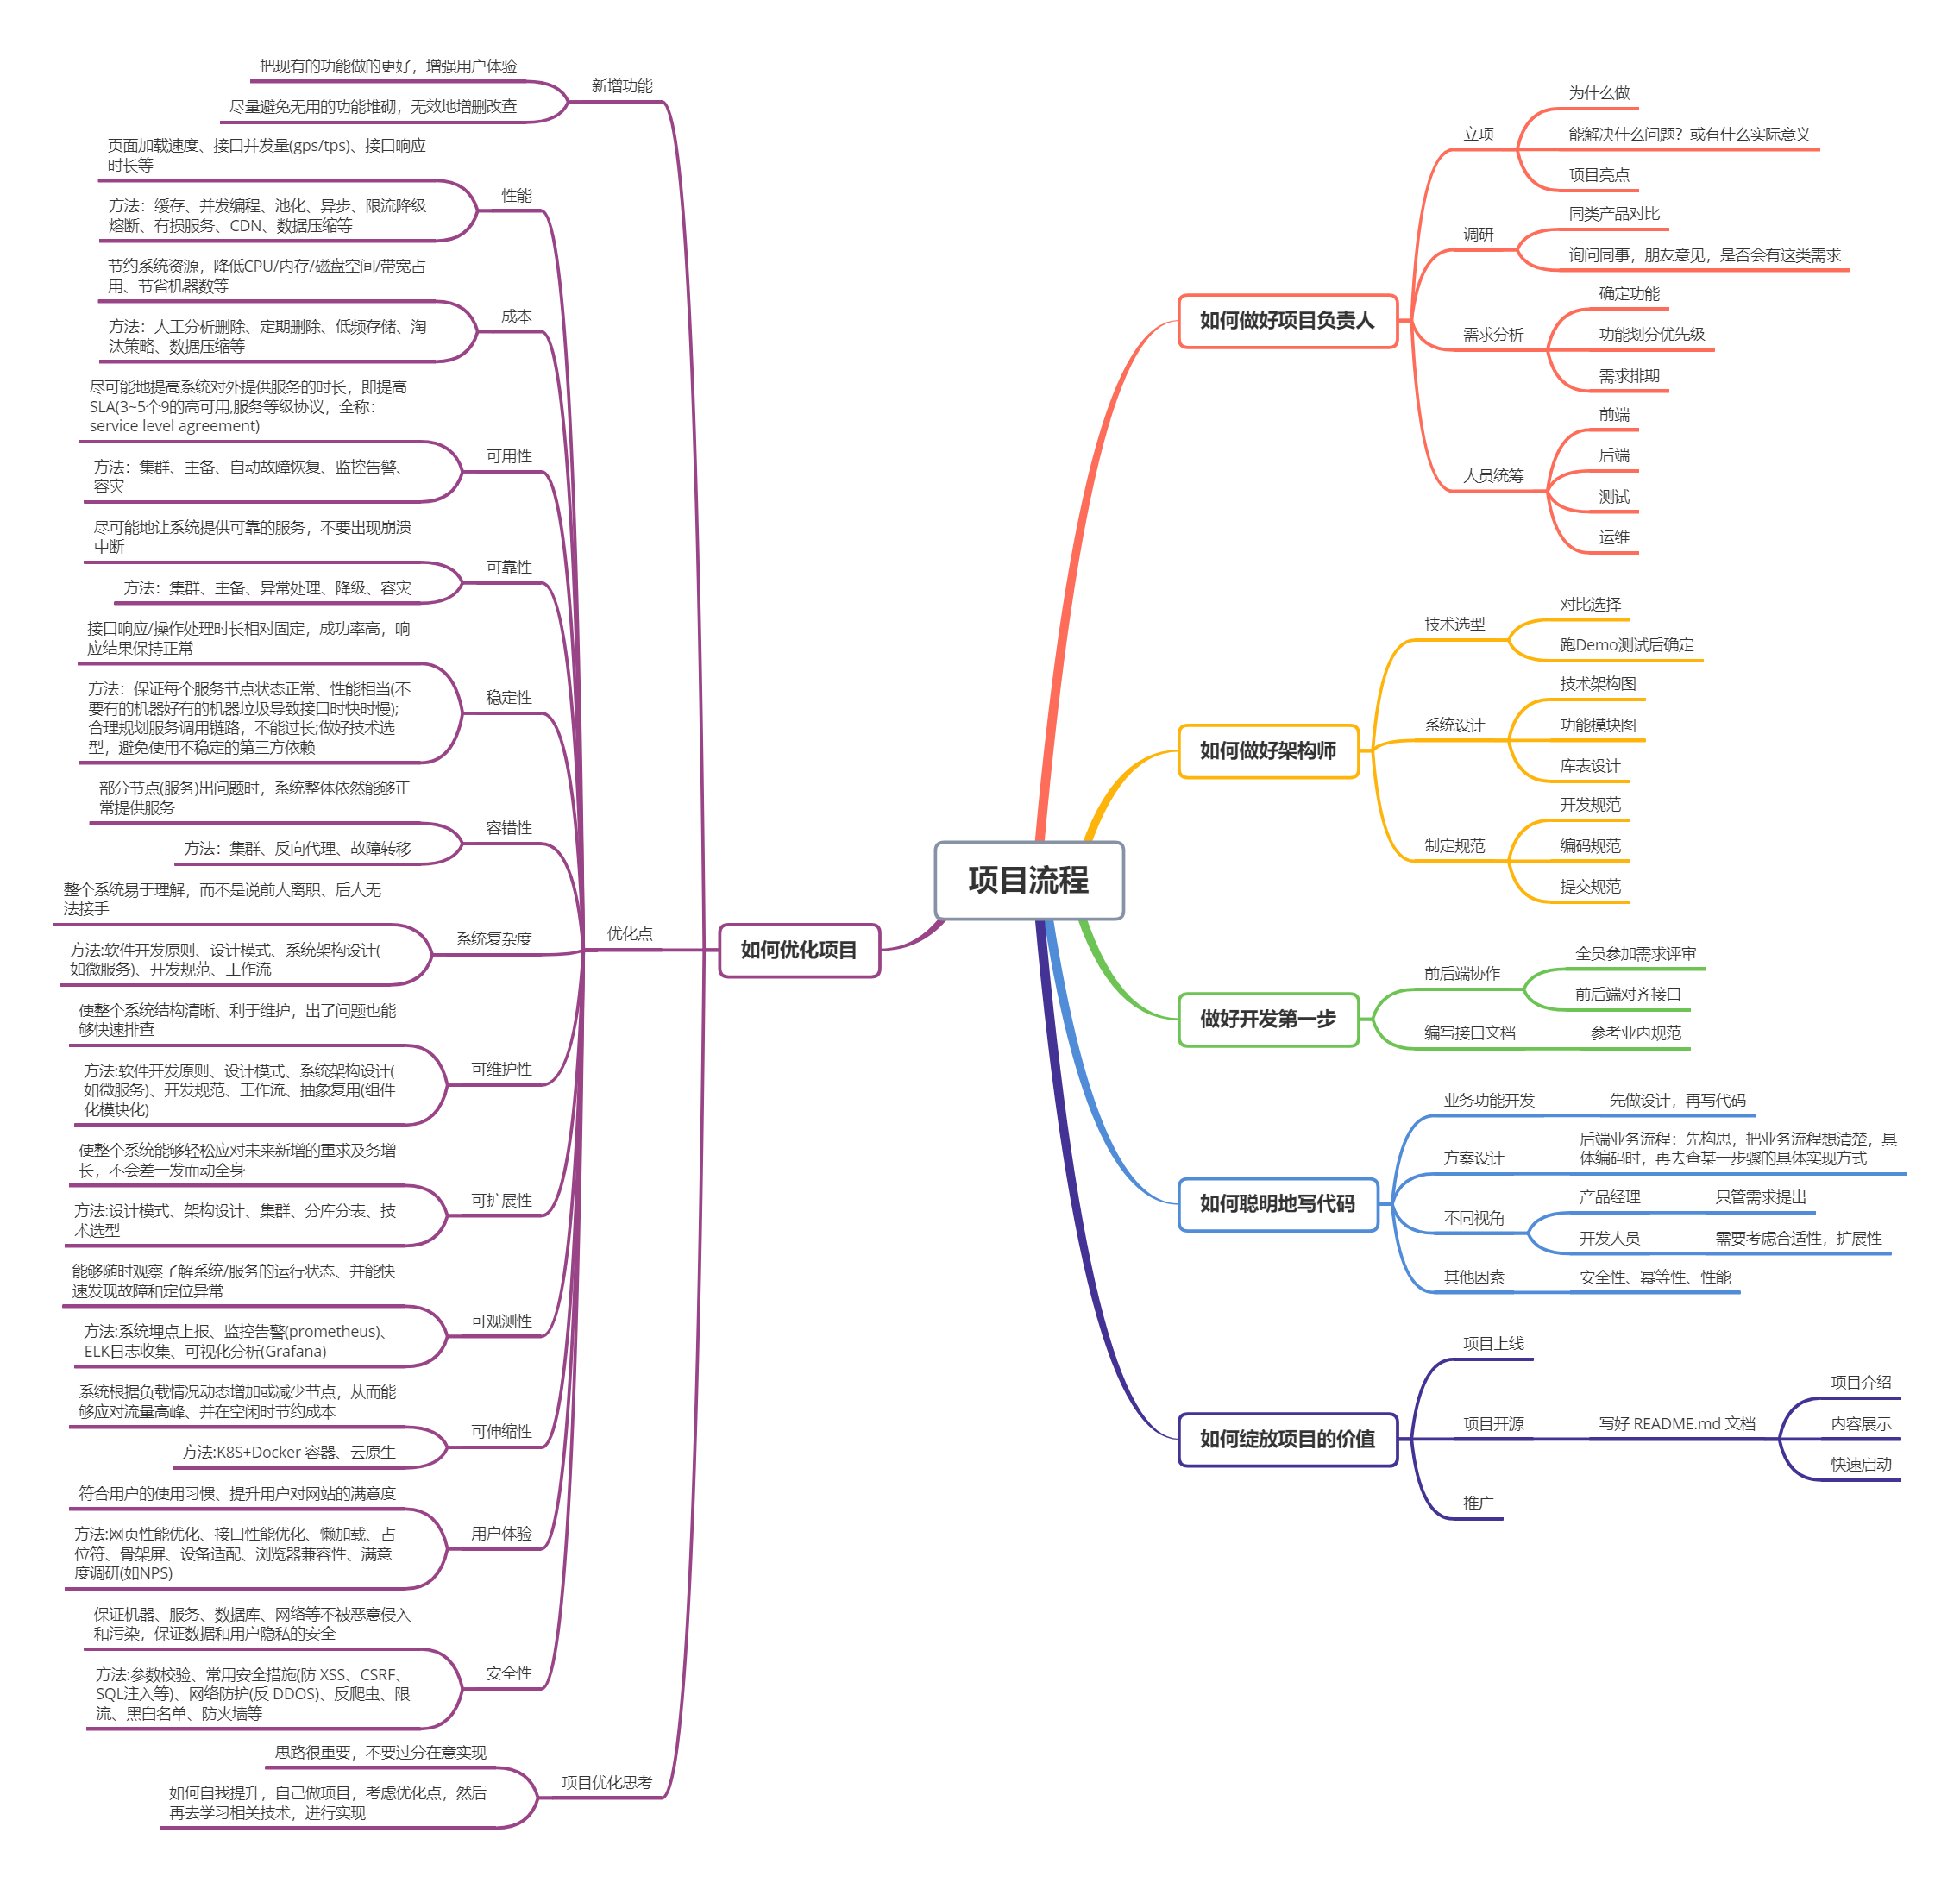 项目流程
如何做好项目负责人
立项
为什么做
能解决什么问题？或有什么实际意义
项目亮点
调研
同类产品对比
询问同事，朋友意见，是否会有这类需求
需求分析
确定功能
功能划分优先级
需求排期
人员统筹
前端
后端
测试
运维
如何做好架构师
技术选型
对比选择
跑Demo测试后确定
系统设计
技术架构图
功能模块图
库表设计
制定规范
开发规范
编码规范
提交规范
做好开发第一步
前后端协作
全员参加需求评审
前后端对齐接口
编写接口文档
参考业内规范
如何聪明地写代码
业务功能开发
先做设计，再写代码
方案设计
后端业务流程：先构思，把业务流程想清楚，具
体编码时，再去查某一步骤的具体实现方式
不同视角
产品经理
只管需求提出
开发人员
需要考虑合适性，扩展性
其他因素
安全性、幂等性、性能
如何绽放项目的价值
项目上线
项目开源
写好 README.md 文档
项目介绍
内容展示
快速启动
推广
如何优化项目
新增功能
把现有的功能做的更好，增强用户体验
尽量避免无用的功能堆砌，无效地增删改查
优化点
性能
页面加载速度、接口并发量(gps/tps)、接口响应
时长等
方法：缓存、并发编程、池化、异步、限流降级
熔断、有损服务、CDN、数据压缩等
成本
节约系统资源，降低CPU/内存/磁盘空间/带宽占
用、节省机器数等
方法：人工分析删除、定期删除、低频存储、淘
汰策略、数据压缩等
可用性
尽可能地提高系统对外提供服务的时长，即提高
SLA(3~5个9的高可用,服务等级协议，全称：
service level agreement)
方法：集群、主备、自动故障恢复、监控告警、
容灾
可靠性
尽可能地让系统提供可靠的服务，不要出现崩溃
中断
方法：集群、主备、异常处理、降级、容灾
稳定性
接口响应/操作处理时长相对固定，成功率高，响
应结果保持正常
方法：保证每个服务节点状态正常、性能相当(不
要有的机器好有的机器垃圾导致接口时快时慢);
合理规划服务调用链路，不能过长;做好技术选
型，避免使用不稳定的第三方依赖
容错性
部分节点(服务)出问题时，系统整体依然能够正
常提供服务
方法：集群、反向代理、故障转移
系统复杂度
整个系统易于理解，而不是说前人离职、后人无
法接手
方法:软件开发原则、设计模式、系统架构设计(
如微服务)、开发规范、工作流
可维护性
使整个系统结构清晰、利于维护，出了问题也能
够快速排查
方法:软件开发原则、设计模式、系统架构设计(
如微服务)、开发规范、工作流、抽象复用(组件
化模块化)
可扩展性
使整个系统能够轻松应对未来新增的重求及务增
长，不会差一发而动全身
方法:设计模式、架构设计、集群、分库分表、技
术选型
可观测性
能够随时观察了解系统/服务的运行状态、并能快
速发现故障和定位异常
方法:系统埋点上报、监控告警(prometheus)、
ELK日志收集、可视化分析(Grafana)
可伸缩性
系统根据负载情况动态增加或减少节点，从而能
够应对流量高峰、并在空闲时节约成本
方法:K8S+Docker 容器、云原生
用户体验
符合用户的使用习惯、提升用户对网站的满意度
方法:网页性能优化、接口性能优化、懒加载、占
位符、骨架屏、设备适配、浏览器兼容性、满意
度调研(如NPS)
安全性
保证机器、服务、数据库、网络等不被恶意侵入
和污染，保证数据和用户隐私的安全
方法:参数校验、常用安全措施(防 XSS、CSRF、
SQL注入等)、网络防护(反 DDOS)、反爬虫、限
流、黑白名单、防火墙等
项目优化思考
思路很重要，不要过分在意实现
如何自我提升，自己做项目，考虑优化点，然后
再去学习相关技术，进行实现